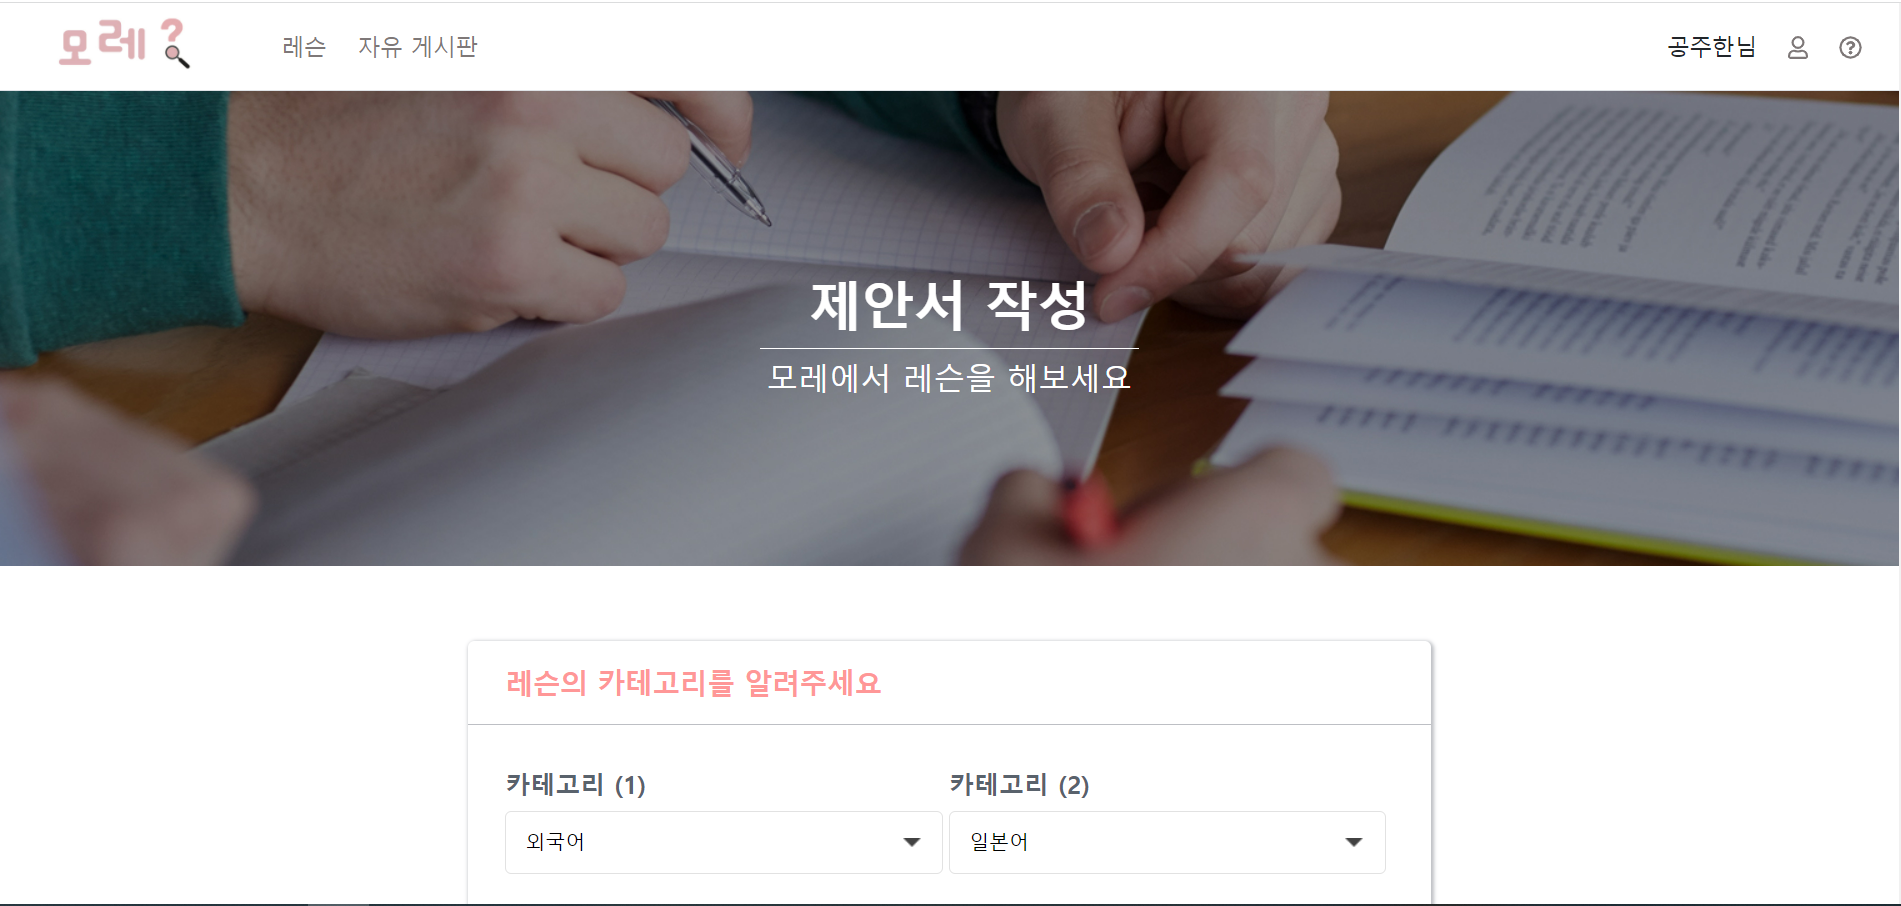 모레?
레슨 자유 게시판
공주한님
제안서 작성
모레에서 레슨을 해보세요
레슨의 카테고리를 알려주세요
카테고리 (1) 카테고리 (2)
외국어 일본어